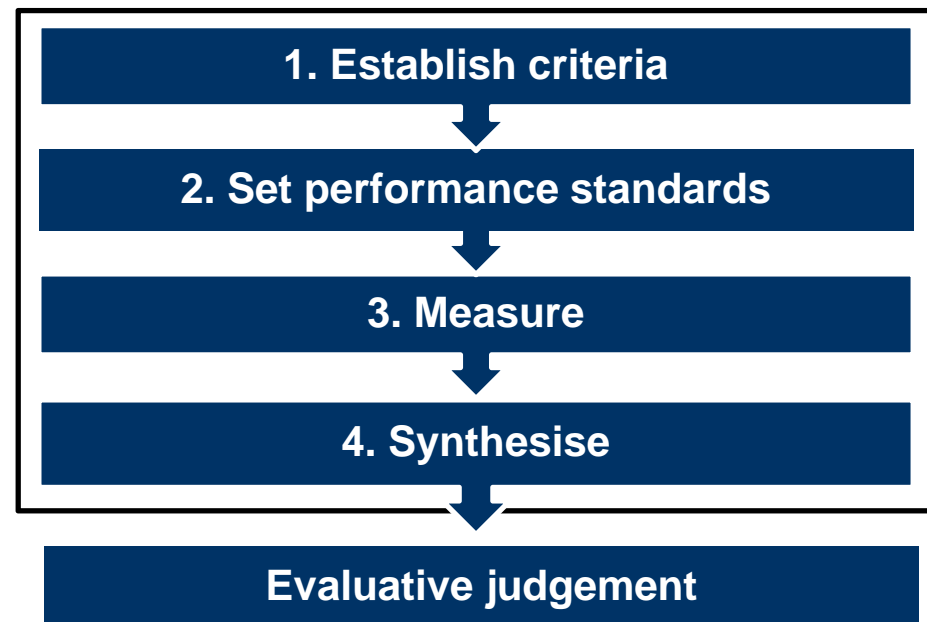 1. Establish criteria
2. Set performance standards
3. Measure
4. Synthesise
Evaluative judgement